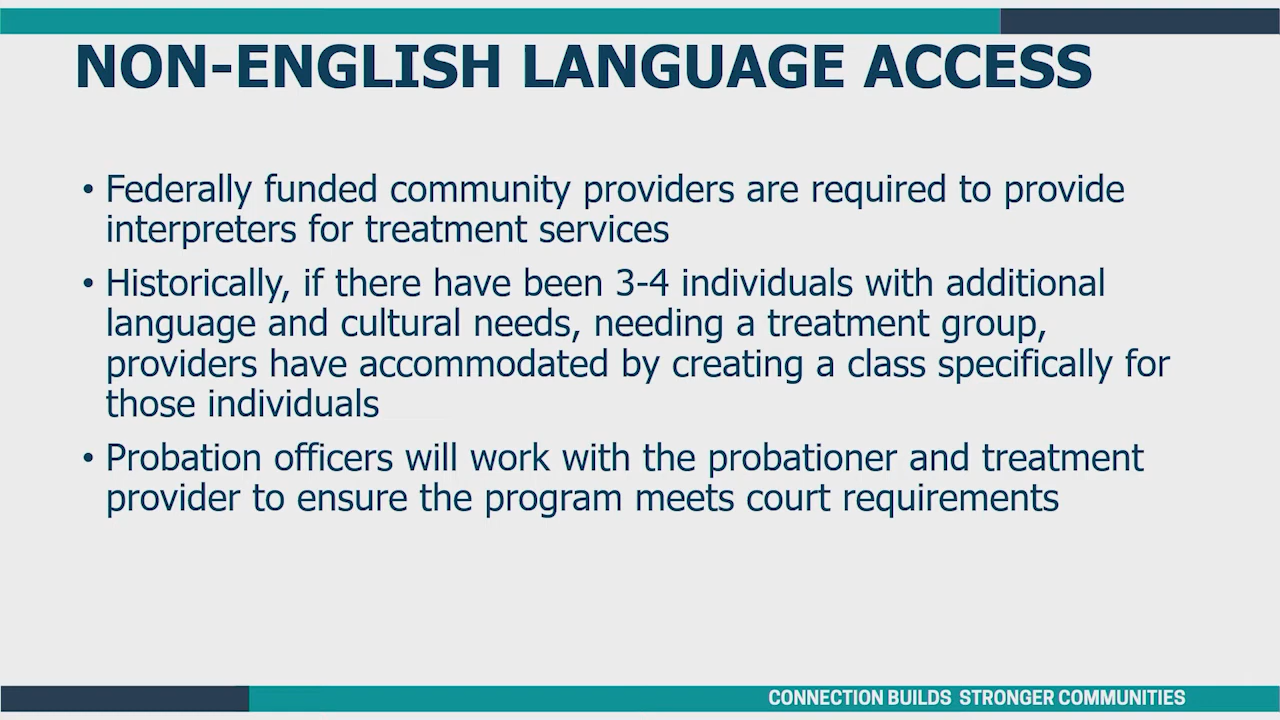 NON-ENGLISH LANGUAGE ACCESS
• Federally funded community providers are required to provide
interpreters for treatment services
• Historically, if there have been 3-4 individuals with additional
language and cultural needs, needing a treatment group,
providers have accommodated by creating a class specifically for
those individuals
• Probation officers will work with the probationer and treatment
provider to ensure the program meets court requirements
CONNECTION BUILDS STRONGER COMMUNITIES